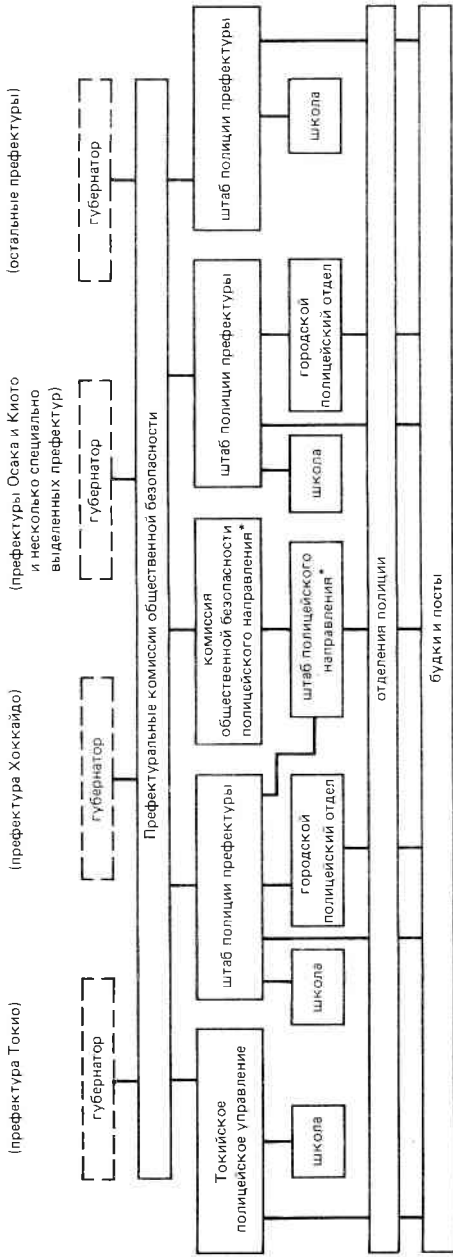 (префектура Токио)
(префектура Хоккайдо)
(префектуры Осака и Киото
и несколько специально
выделенных префектур)
(остальные префектуры)
губернатор
губернатор
губернатор
губернатор
Префектуральные комиссии общественной безопасности
Токийское
полицейское управление
штаб полиции префектуры
комиссия
общественной безопасности
полицейского направления*
штаб полиции префектуры
штаб полиции префектуры
школа
школа
городской
полицейский отдел
штаб полицейского
направления*
школа
городской
полицейский отдел
школа
отделения полиции
будки и посты